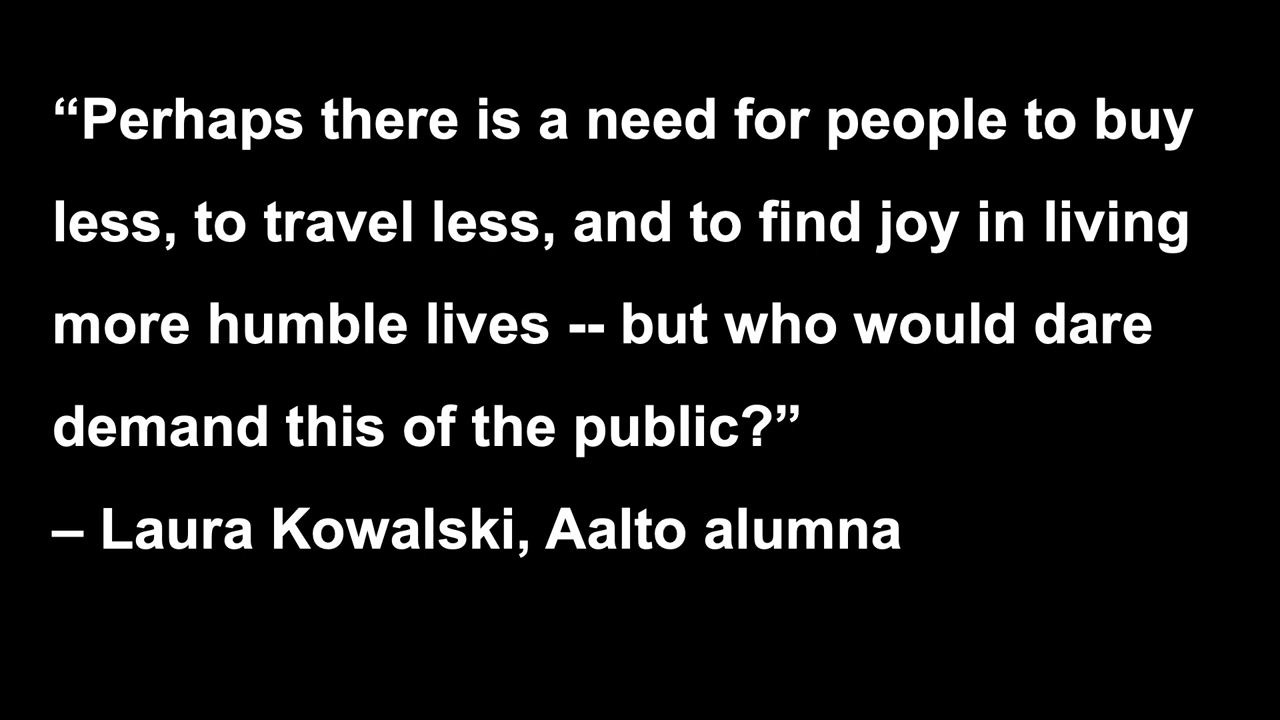 “Perhaps there is a need for people to buy
less, to travel less, and to find joy in living
more humble lives -- but who would dare
demand this of the public?”
– Laura Kowalski, Aalto alumna